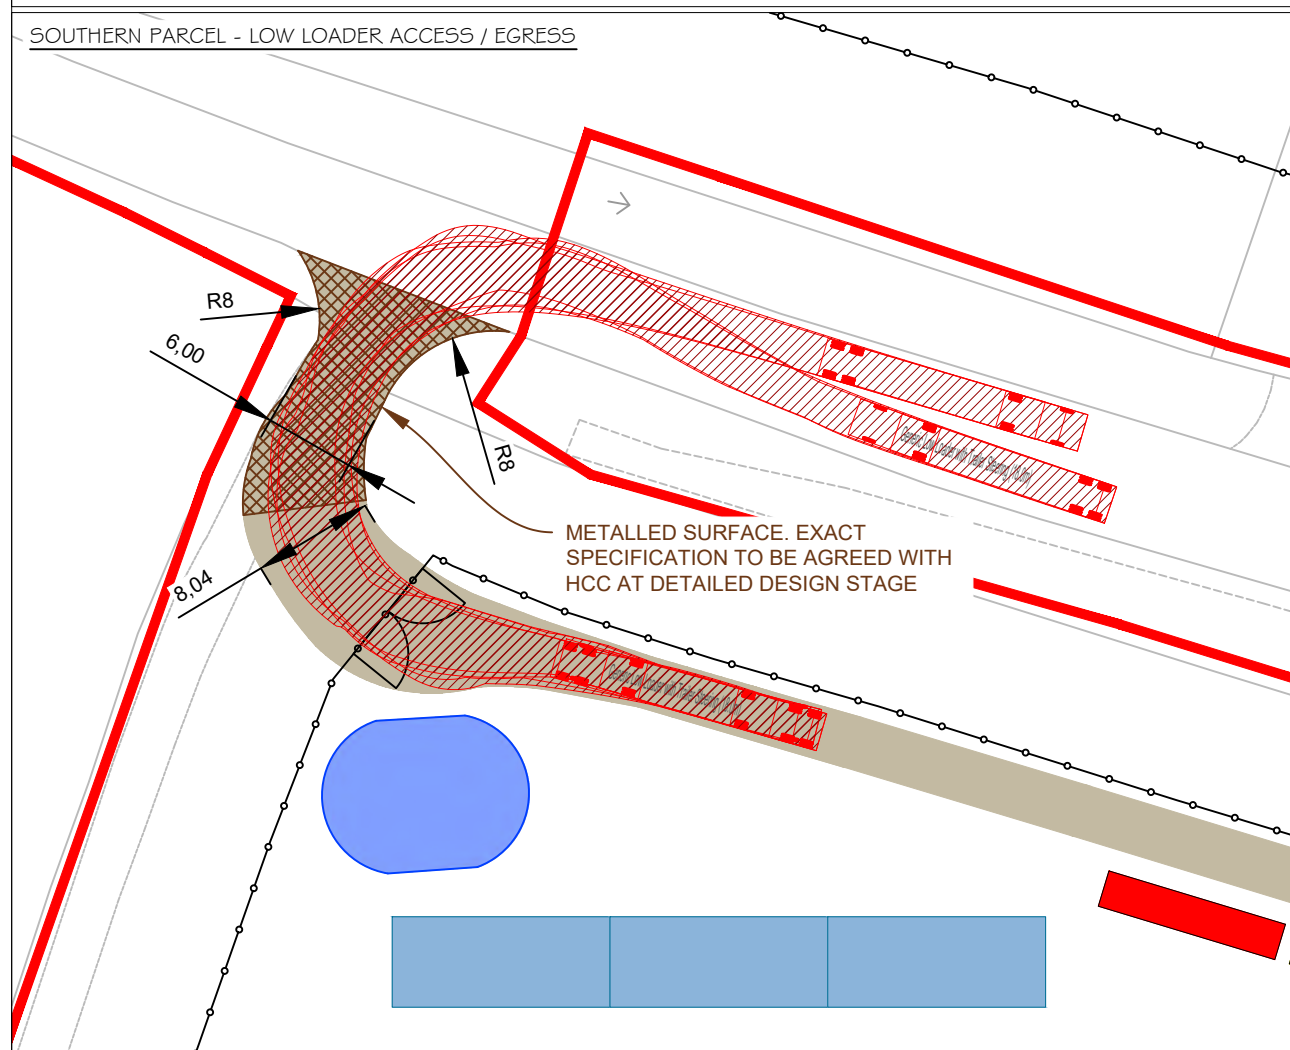 SOUTHERN PARCEL - LOW LOADER ACCESS / EGRESS
R8
6,00
R8
METALLED SURFACE. EXACT
SPECIFICATION TO BE AGREED WITH
HCC AT DETAILED DESIGN STAGE
8,04